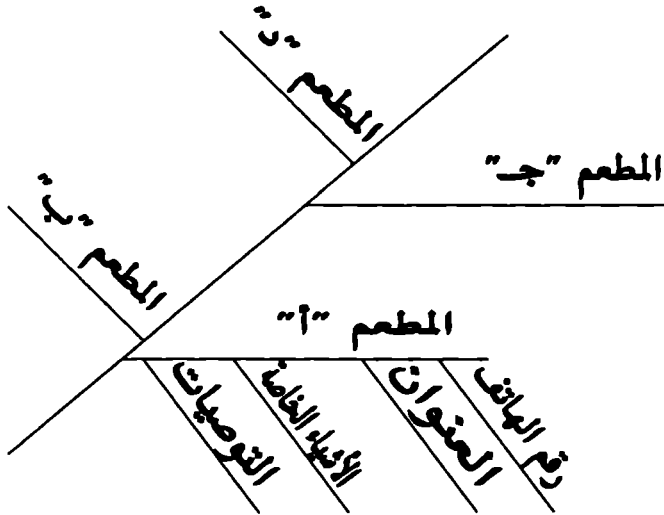 المطعم "د"
المطعم "جـ"
المطعم "ب"
المطعم "أ"
رقم الهاتف
العنوان
الأشياء الخاصة
التوصيات